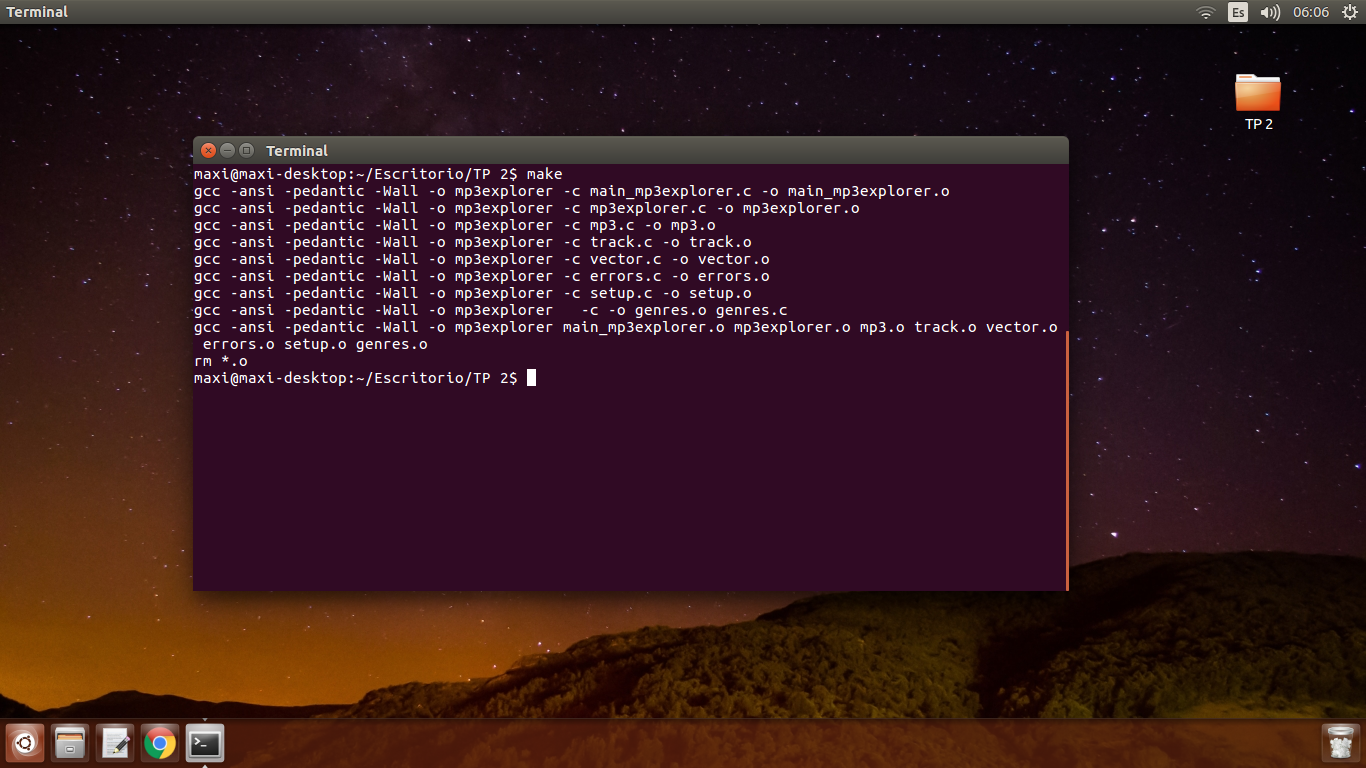 Terminal
Es
06:06
TP 2
Terminal
maxi@maxi-desktop:~/Escritorio/TP 2$ make
gcc -ansi -pedantic -Wall -o mp3explorer -c main_mp3explorer.c -o main_mp3explorer.o
gcc -ansi -pedantic -Wall -o mp3explorer -c mp3explorer.c -o mp3explorer.o
gcc -ansi -pedantic -Wall -o mp3explorer -c mp3.c -o mp3.o
gcc -ansi -pedantic -Wall -o mp3explorer -c track.c -o track.o
gcc -ansi -pedantic -Wall -o mp3explorer -c vector.c -o vector.o
gcc -ansi -pedantic -Wall -o mp3explorer -c errors.c -o errors.o
gcc -ansi -pedantic -Wall -o mp3explorer -c setup.c -o setup.o
gcc -ansi -pedantic -Wall -o mp3explorer   -c -o genres.o genres.c
gcc -ansi -pedantic -Wall -o mp3explorer main_mp3explorer.o mp3explorer.o mp3.o track.o vector.o
 errors.o setup.o genres.o
rm *.o
maxi@maxi-desktop:~/Escritorio/TP 2$